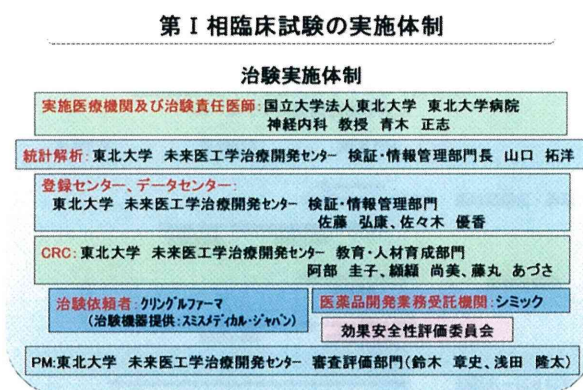 第Ⅰ相臨床試験の実施体制
治験実施体制
実施医療機関及び治験責任医師:国立大学法人東北大学 東北大学病院
神経内科 教授 青木 正志
統計解析:東北大学 未来医工学治療開発センター 検証・情報管理部門長 山口 拓洋
登録センター、データセンター:
東北大学 未来医工学治療開発センター 検証・情報管理部門
佐藤 弘康、佐々木 優香
CRC:東北大学 未来医工学治療開発センター 教育・人材育成部門
阿部 圭子、纐纈 尚美、藤丸 あづさ
治験依頼者:クリングルファーマ
(治験機器提供:スミスメディカル・ジャパン)
医薬品開発業務受託機関:シミック
効果安全性評価委員会
PM:東北大学 未来医工学治療開発センター 審査評価部門(鈴木 章史、浅田 隆太)